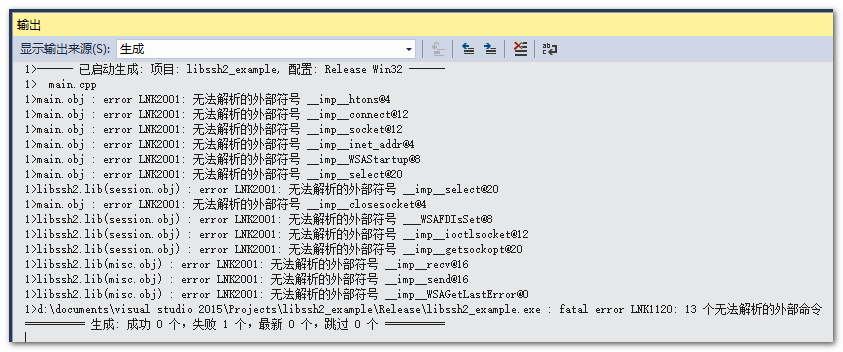 输出
显示输出来源(S): 生成
1>------ 已启动生成: 项目: libssh2_example, 配置: Release Win32 ------
1>  main.cpp
1>main.obj : error LNK2001: 无法解析的外部符号 __imp__htons@4
1>main.obj : error LNK2001: 无法解析的外部符号 __imp__connect@12
1>main.obj : error LNK2001: 无法解析的外部符号 __imp__socket@12
1>main.obj : error LNK2001: 无法解析的外部符号 __imp__inet_addr@4
1>main.obj : error LNK2001: 无法解析的外部符号 __imp__WSAStartup@8
1>main.obj : error LNK2001: 无法解析的外部符号 __imp__select@20
1>libssh2.lib(session.obj) : error LNK2001: 无法解析的外部符号 __imp__select@20
1>main.obj : error LNK2001: 无法解析的外部符号 __imp__closesocket@4
1>libssh2.lib(session.obj) : error LNK2001: 无法解析的外部符号 ___WSAFDIsSet@8
1>libssh2.lib(session.obj) : error LNK2001: 无法解析的外部符号 __imp__ioctlsocket@12
1>libssh2.lib(session.obj) : error LNK2001: 无法解析的外部符号 __imp__getsockopt@20
1>libssh2.lib(misc.obj) : error LNK2001: 无法解析的外部符号 __imp__recv@16
1>libssh2.lib(misc.obj) : error LNK2001: 无法解析的外部符号 __imp__send@16
1>libssh2.lib(misc.obj) : error LNK2001: 无法解析的外部符号 __imp__WSAGetLastError@0
1>d:\documents\visual studio 2015\Projects\libssh2_example\Release\libssh2_example.exe : fatal error LNK1120: 13 个无法解析的外部命令
========== 生成: 成功 0 个，失败 1 个，最新 0 个，跳过 0 个 ==========